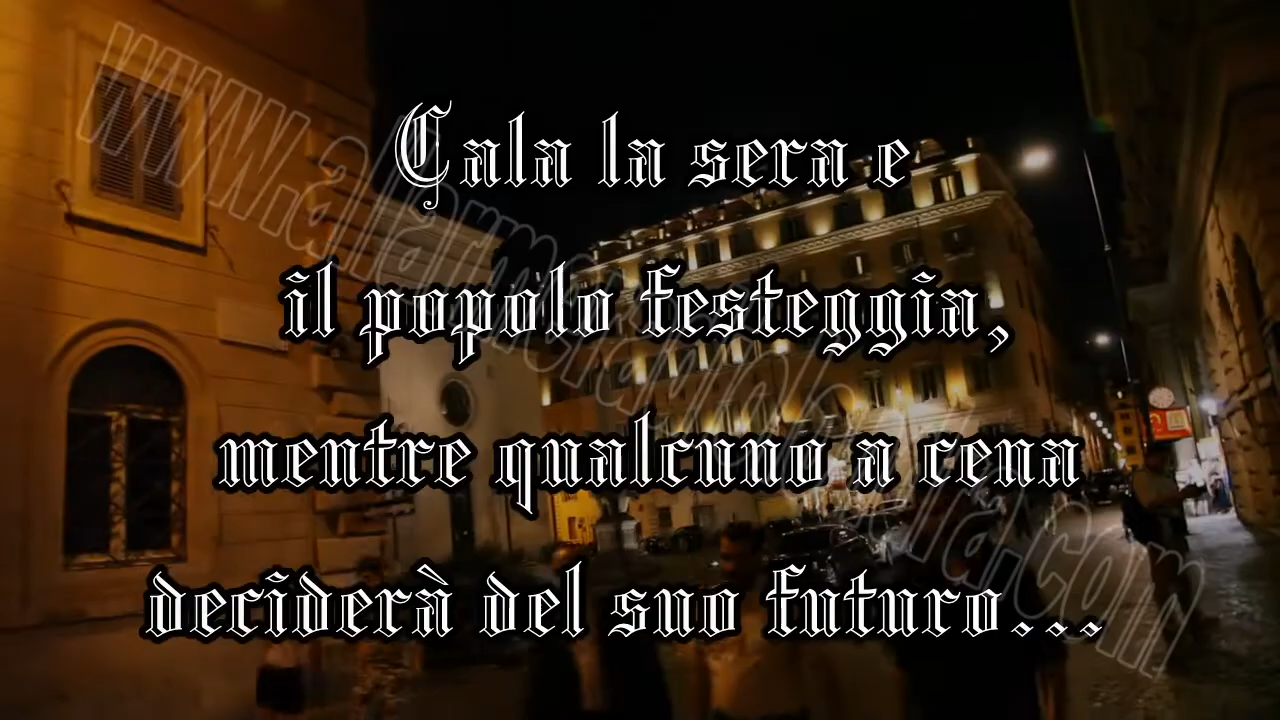 Cala la sera e
il popolo festeggia,
mentre qualcuno a cena
deciderà del suo futuro...